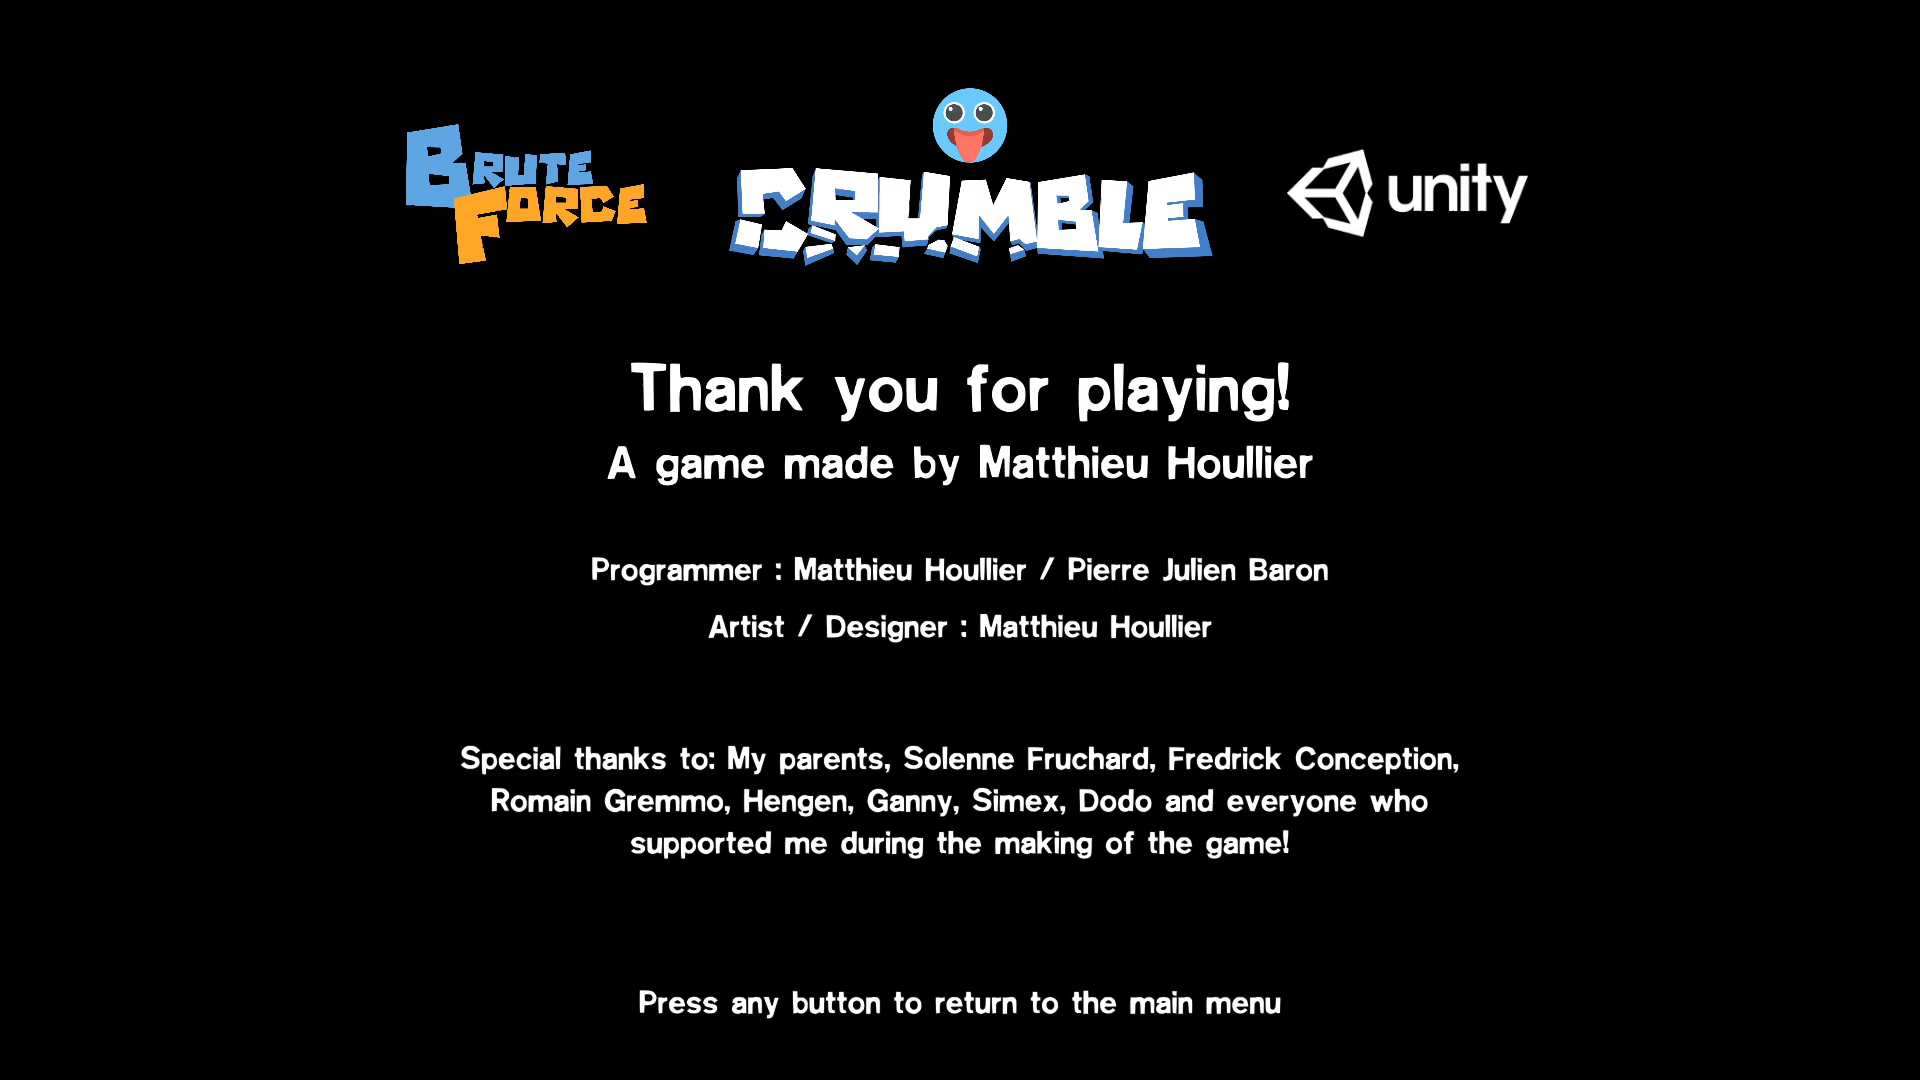 BRUTE
FORCE
CRUMBLE
unity
Thank you for playing!
A game made by Matthieu Houllier
Programmer : Matthieu Houllier / Pierre Julien Baron
Artist / Designer : Matthieu Houllier
Special thanks to: My parents, Solenne Fruchard, Fredrick Conception,
Romain Gremmo, Hengen, Ganny, Simex, Dodo and everyone who
supported me during the making of the game!
Press any button to return to the main menu